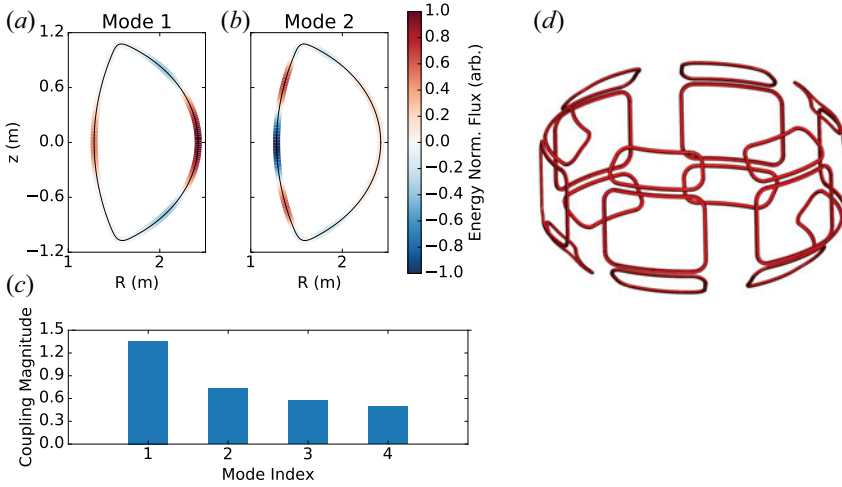 (a) Mode 1
(b) Mode 2
(d)
1.2
0.6
0.0
−0.6
−1.2
z (m)
1 2
R (m)
1 2
R (m)
1.0
0.8
0.6
0.4
0.2
0.0
−0.2
−0.4
−0.6
−0.8
−1.0
Energy Norm. Flux (arb.)
(c)
1.5
1.2
0.9
0.6
0.3
0.0
Coupling Magnitude
1 2 3 4
Mode Index